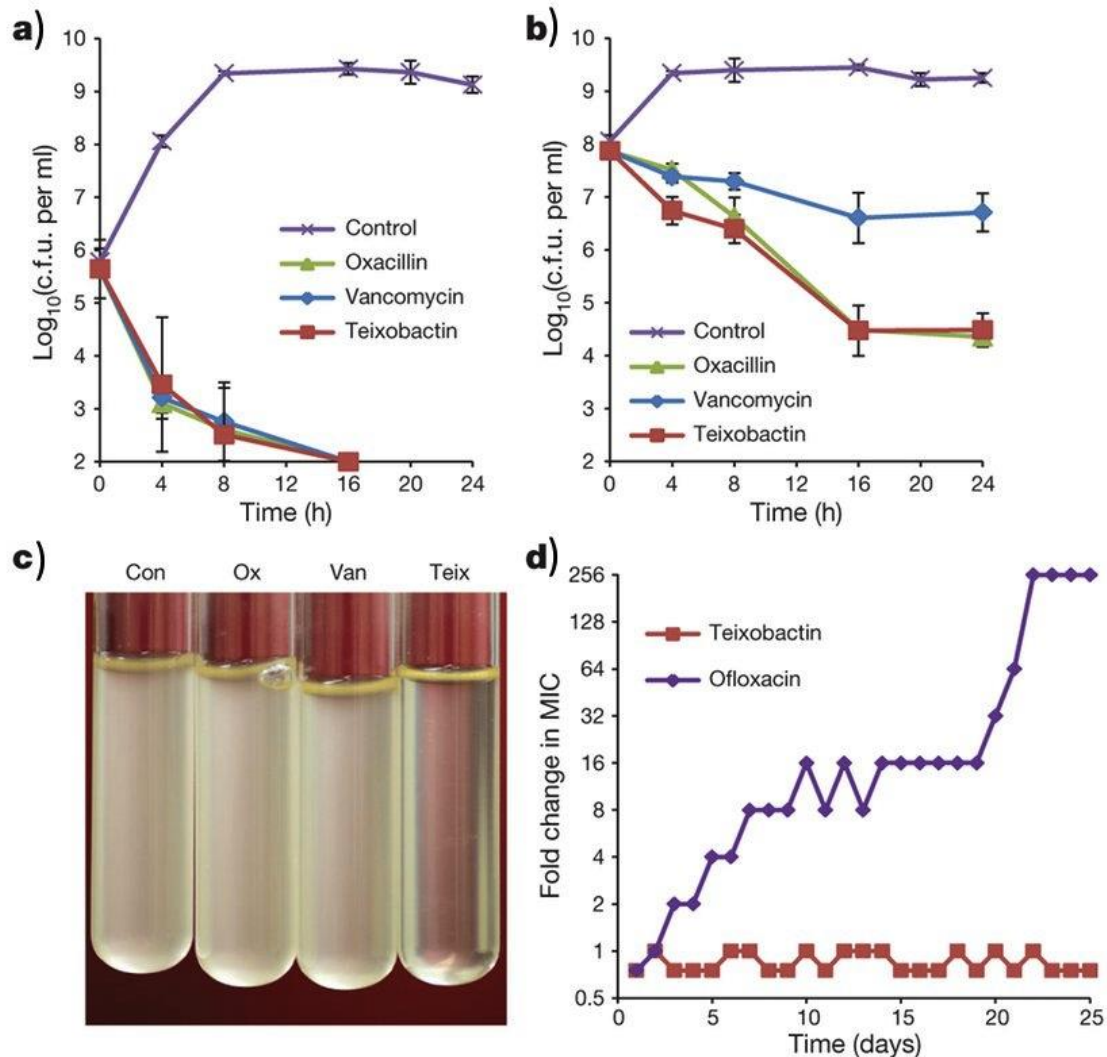 a)
10
9
8
7
6
5
4
3
2
Log10(c.f.u. per ml)
Control
Oxacillin
Vancomycin
Teixobactin
0 4 8 12 16 20 24
Time (h)
b)
10
9
8
7
6
5
4
3
2
Log10(c.f.u. per ml)
Control
Oxacillin
Vancomycin
Teixobactin
0 4 8 12 16 20 24
Time (h)
c)
Con Ox Van Teix
d)
256
128
64
32
16
8
4
2
1
0.5
Fold change in MIC
Teixobactin
Ofloxacin
0 5 10 15 20 25
Time (days)